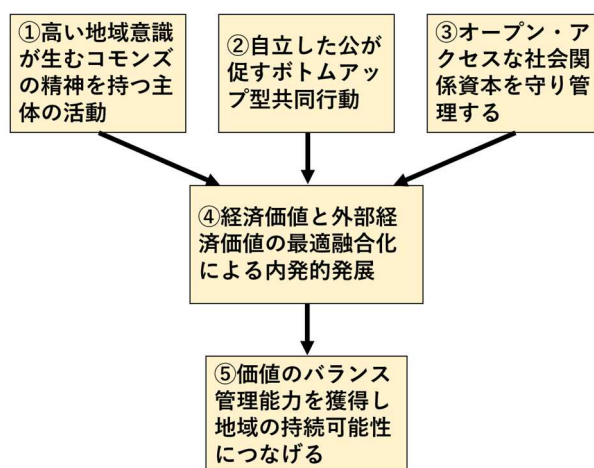 ①高い地域意識
が生むコモンズ
の精神を持つ主
体の活動
②自立した公が
促すボトムアッ
プ型共同行動
③オープン・ア
クセスな社会関
係資本を守り管
理する
④経済価値と外部経
済価値の最適融合化
による内発的発展
⑤価値のバランス
管理能力を獲得し
地域の持続可能性
につなげる